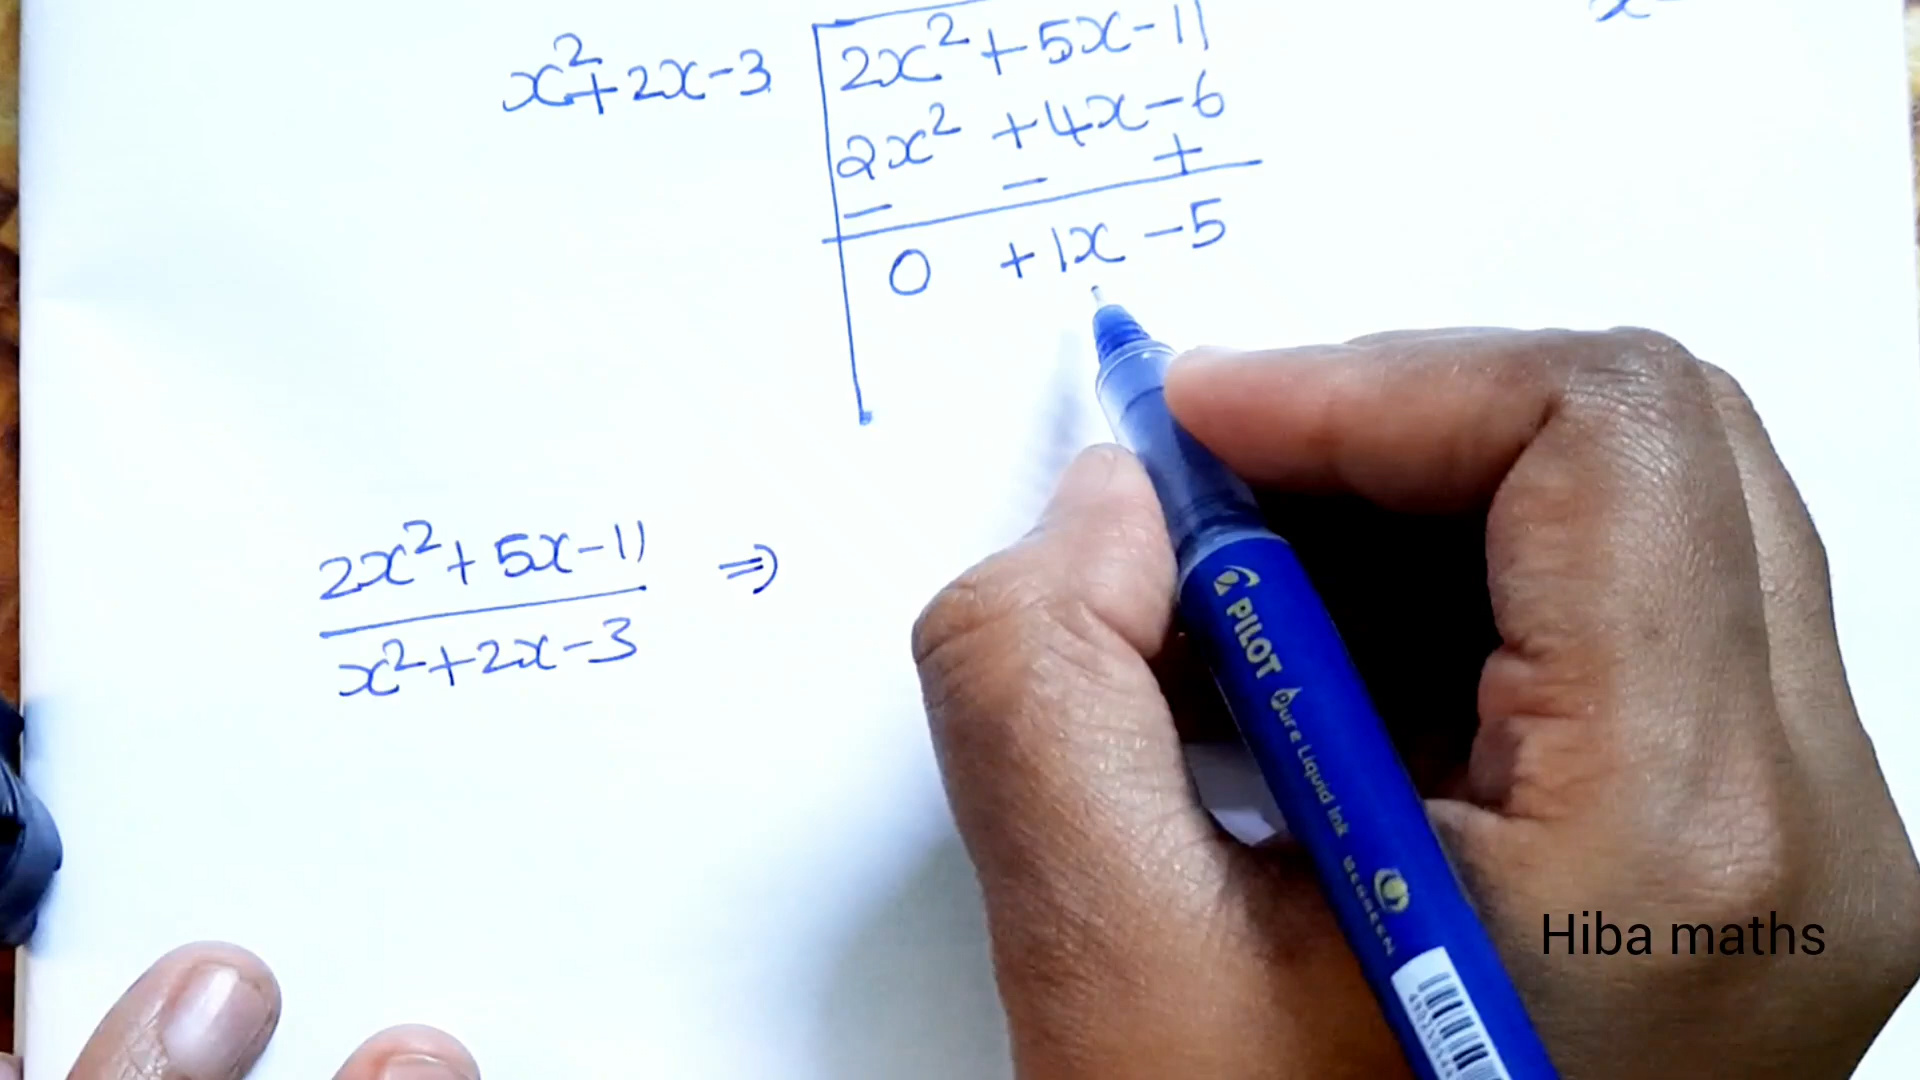 x²+2x-3 2x²+5x-11
2x² +4x-6
- - +
0 +1x -5
2x²+5x-11 ⇒
x²+2x-3
PILOT
Pure Liquid Ink
Hiba maths